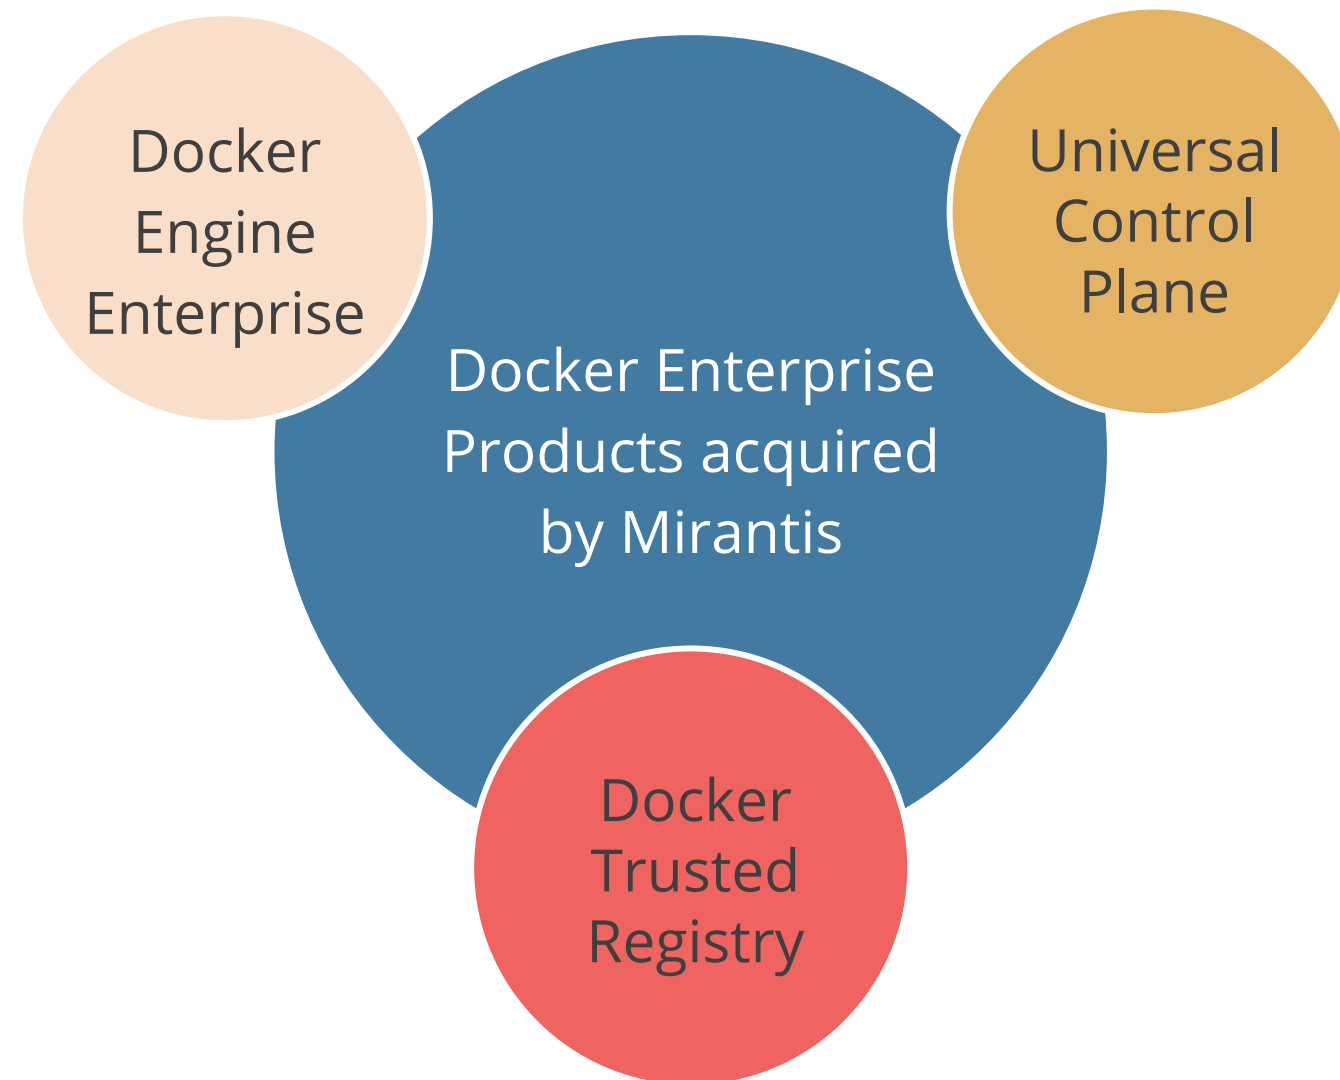 Docker
Engine
Enterprise
Universal
Control
Plane
Docker Enterprise
Products acquired
by Mirantis
Docker
Trusted
Registry